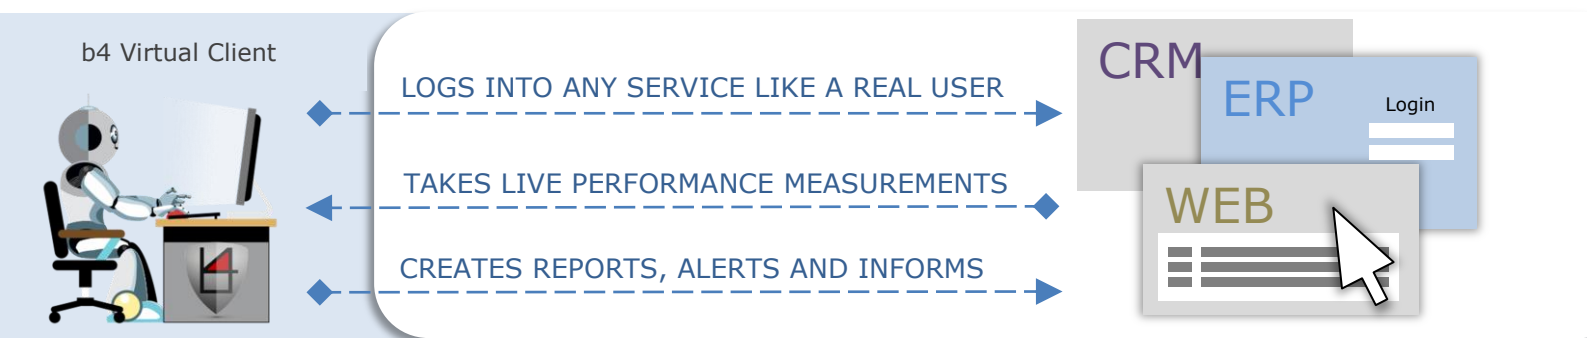 b4 Virtual Client
LOGS INTO ANY SERVICE LIKE A REAL USER
TAKES LIVE PERFORMANCE MEASUREMENTS
CREATES REPORTS, ALERTS AND INFORMS
CRM
ERP
Login
WEB
b4